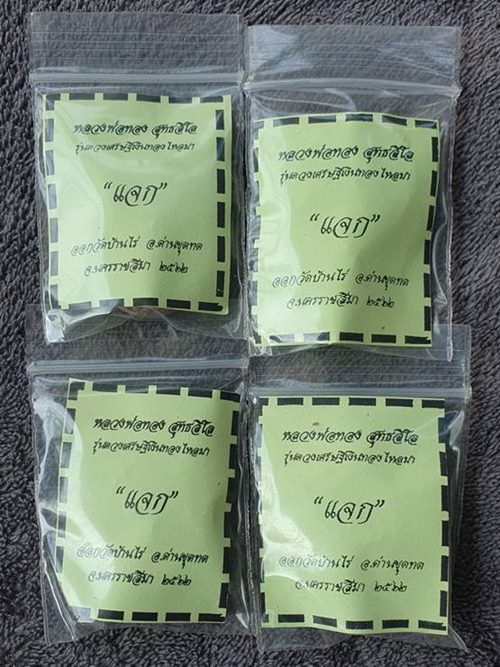 หลวงพ่อทอง สุทธสีโล
รุ่นดวงเศรษฐีเงินทองไหลมา
“แจก”
ออกวัดบ้านไร่ อ.ด่านขุนทด
จ.นครราชสีมา ๒๕๖๒
หลวงพ่อทอง สุทธสีโล
รุ่นดวงเศรษฐีเงินทองไหลมา
“แจก”
ออกวัดบ้านไร่ อ.ด่านขุนทด
จ.นครราชสีมา ๒๕๖๒
หลวงพ่อทอง สุทธสีโล
รุ่นดวงเศรษฐีเงินทองไหลมา
“แจก”
ออกวัดบ้านไร่ อ.ด่านขุนทด
จ.นครราชสีมา ๒๕๖๒
หลวงพ่อทอง สุทธสีโล
รุ่นดวงเศรษฐีเงินทองไหลมา
“แจก”
ออกวัดบ้านไร่ อ.ด่านขุนทด
จ.นครราชสีมา ๒๕๖๒